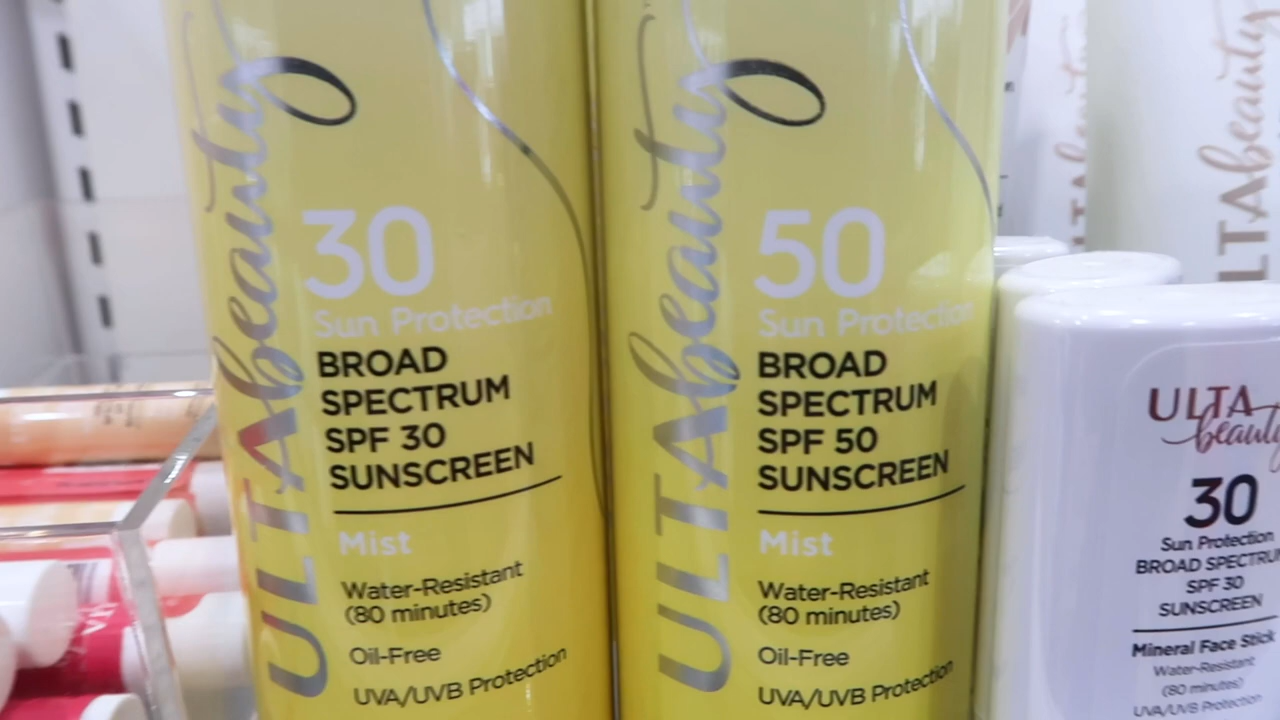 ULTA beauty
30
Sun Protection
BROAD
SPECTRUM
SPF 30
SUNSCREEN
Mist
Water-Resistant
(80 minutes)
Oil-Free
UVA/UVB Protection
ULTA beauty
50
Sun Protection
BROAD
SPECTRUM
SPF 50
SUNSCREEN
Mist
Water-Resistant
(80 minutes)
Oil-Free
UVA/UVB Protection
ULTA
beauty
30
Sun Protection
BROAD SPECTRUM
SPF 30
SUNSCREEN
Mineral Face Stick
Water-Resistant
(80 minutes)
UVA/UVB Protection
LTA beauty